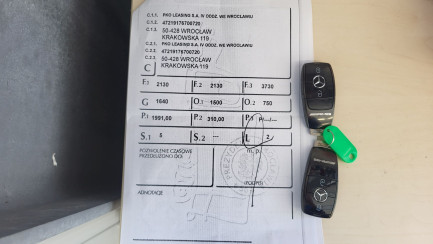 C.1.1. PKO LEASING S.A. IV ODDZ. WE WROCŁAWIU
C.1.2. 47219176700720
C.1.3. 50-428 WROCŁAW
KRAKOWSKA 119
C.2.1. PKO LEASING S.A. IV ODDZ. WE WROCŁAWIU
C.2.2. 47219176700720
C.2.3. 50-428 WROCŁAW
KRAKOWSKA 119
C
F.1 2130 F.2 2130 F.3 3730
G 1640 O.1 1500 O.2 750
P.1 1991,00 P.2 310,00 P.3
S.1 5 S.2 - L 2
POZWOLENIE CZASOWE
PRZEDŁUŻONO DO:
m.p.
PODPIS
ADNOTACJE